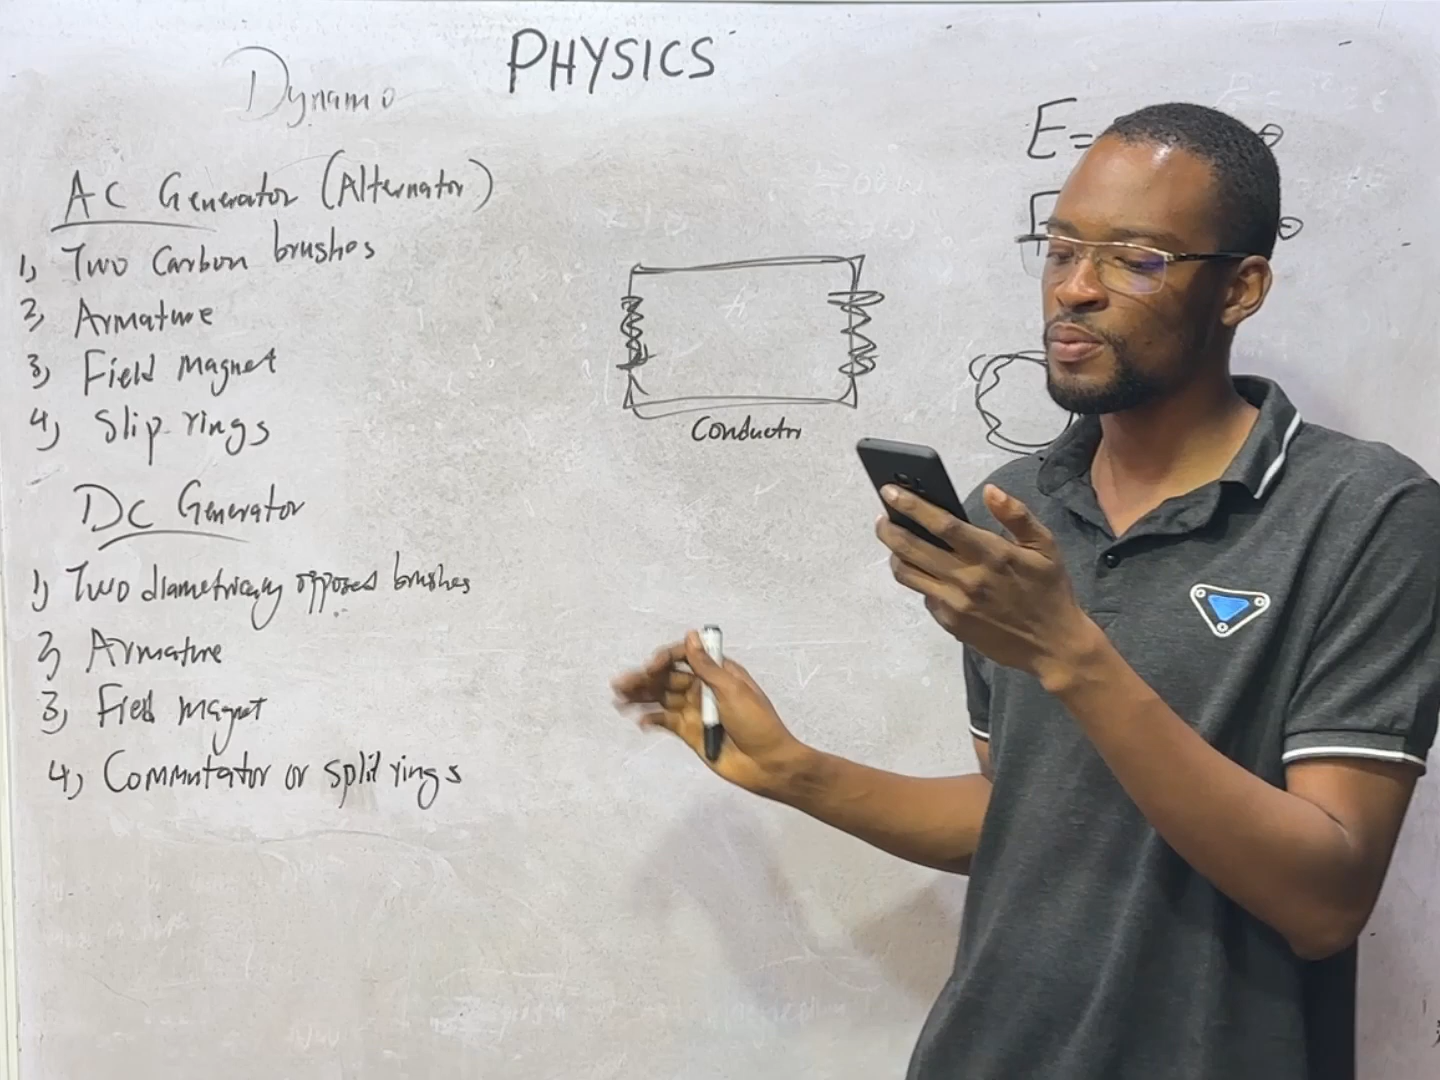 PHYSICS
Dynamo
AC Generator (Alternator)
1, Two Carbon brushes
2, Armature
3, Field Magnet
4, Slip rings
DC Generator
1, Two diametrically opposed brushes
2, Armature
3, Field magnet
4, Commutator or split rings
Conductor
E=